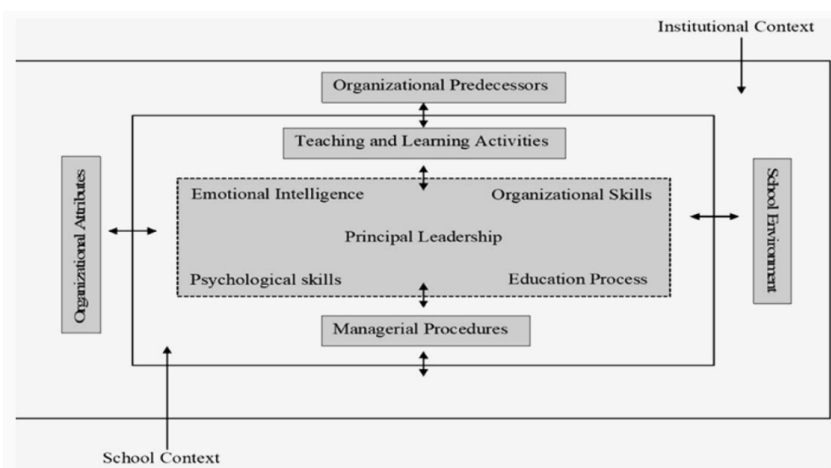 Institutional Context
Organizational Predecessors
Teaching and Learning Activities
Emotional Intelligence
Organizational Skills
Organizational Attributes
Principal Leadership
School Environment
Psychological skills
Education Process
Managerial Procedures
School Context